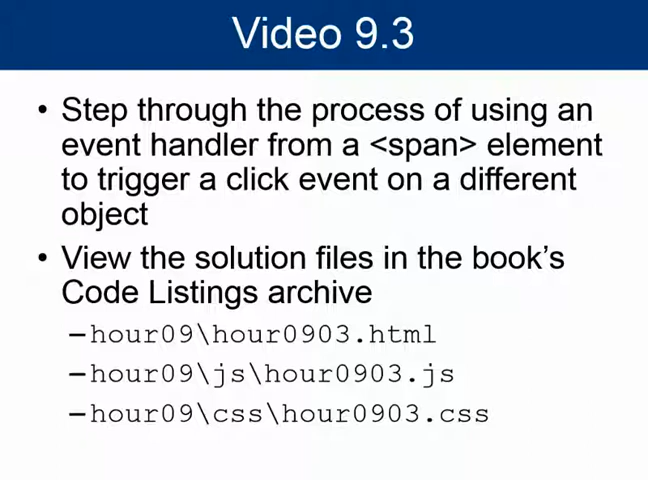 Video 9.3
• Step through the process of using an
event handler from a <span> element
to trigger a click event on a different
object
• View the solution files in the book’s
Code Listings archive
–hour09\hour0903.html
–hour09\js\hour0903.js
–hour09\css\hour0903.css